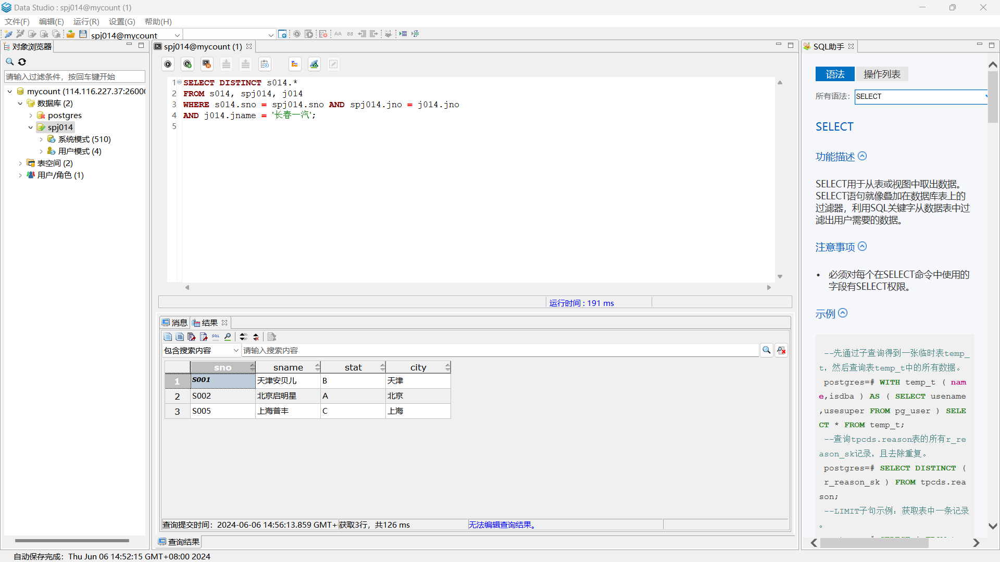 Data Studio : spj014@mycount (1)
文件(F) 编辑(E) 运行(R) 设置(G) 帮助(H)
spj014@mycount
AA aa
对象浏览器
请输入过滤条件，按回车键开始
mycount (114.116.227.37:2600
数据库 (2)
postgres
spj014
系统模式 (510)
用户模式 (4)
表空间 (2)
用户/角色 (1)
spj014@mycount (1)
1 SELECT DISTINCT s014.*
2 FROM s014, spj014, j014
3 WHERE s014.sno = spj014.sno AND spj014.jno = j014.jno
4 AND j014.jname = '长春一汽';
5
运行时间 : 191 ms
消息 结果
SQL
包含搜索内容 请输入搜索内容
sno sname stat city
1 S001 天津安贝儿 B 天津
2 S002 北京启明星 A 北京
3 S005 上海普丰 C 上海
查询提交时间：2024-06-06 14:56:13.859 GMT+ 获取3行，共126 ms 无法编辑查询结果。
查询结果
自动保存完成：Thu Jun 06 14:52:15 GMT+08:00 2024
SQL助手
语法 操作列表
所有语法: SELECT
SELECT
功能描述
SELECT用于从表或视图中取出数据。
SELECT语句就像叠加在数据库表上的
过滤器，利用SQL关键字从数据表中过
滤出用户需要的数据。
注意事项
• 必须对每个在SELECT命令中使用的
字段有SELECT权限。
示例
--先通过子查询得到一张临时表temp_
t，然后查询表temp_t中的所有数据。
postgres=# WITH temp_t ( nam
e,isdba ) AS ( SELECT usename
,usesuper FROM pg_user ) SELE
CT * FROM temp_t;
--查询tpcds.reason表的所有r_re
ason_sk记录，且去除重复。
postgres=# SELECT DISTINCT (
r_reason_sk ) FROM tpcds.rea
son;
--LIMIT子句示例：获取表中一条记录
。